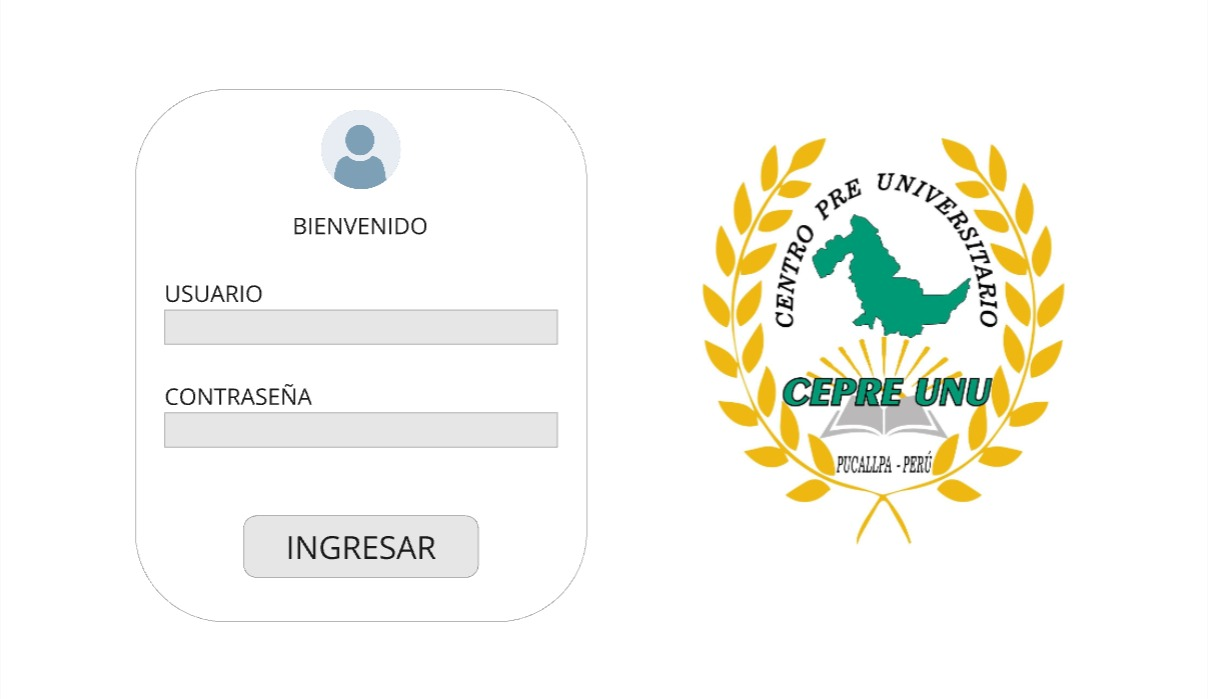 BIENVENIDO
USUARIO
CONTRASEÑA
INGRESAR
CENTRO PRE UNIVERSITARIO
CEPRE UNU
PUCALLPA - PERÚ